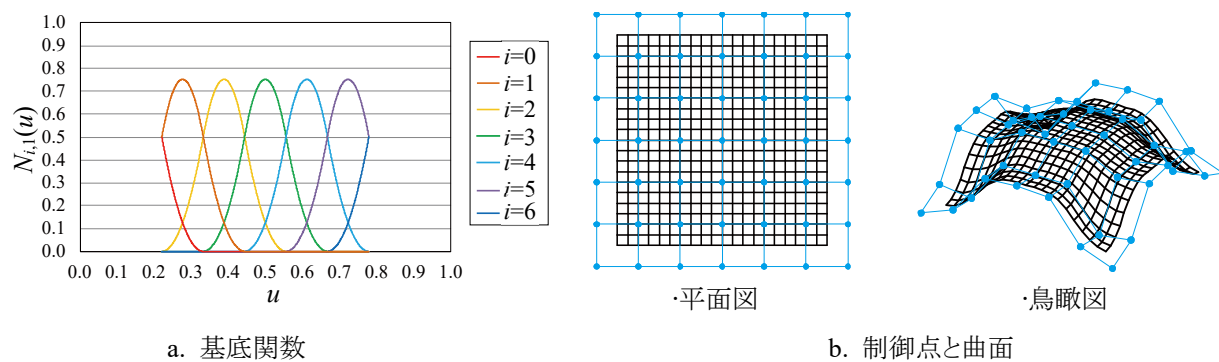 1.0
0.9
0.8
0.7
0.6
0.5
0.4
0.3
0.2
0.1
0.0
N_{i,1}(u)
0.0 0.1 0.2 0.3 0.4 0.5 0.6 0.7 0.8 0.9 1.0
u
i=0
i=1
i=2
i=3
i=4
i=5
i=6
a. 基底関数
·平面図
·鳥瞰図
b. 制御点と曲面